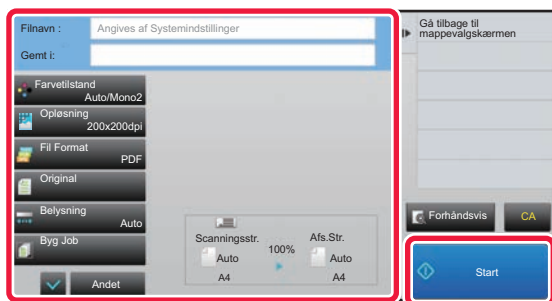 Filnavn :
Angives af Systemindstillinger
Gemt i:
Farvetilstand
Auto/Mono2
Opløsning
200x200dpi
Fil Format
PDF
Original
Belysning
Auto
Byg Job
Andet
Scanningsstr.
100%
Afs.Str.
Auto
Auto
A4
A4
Gå tilbage til
mappevalgskærmen
Forhåndsvis
CA
Start